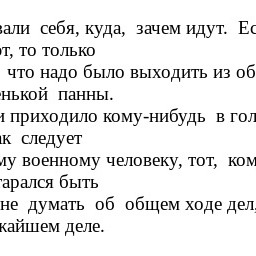 вали себя, куда, зачем идут. Ес
т, то только
что надо было выходить из об
енькой панны.
и приходило кому-нибудь в гол
ак следует
му военному человеку, тот, ком
тарался быть
не думать об общем ходе дел,
жайшем деле.